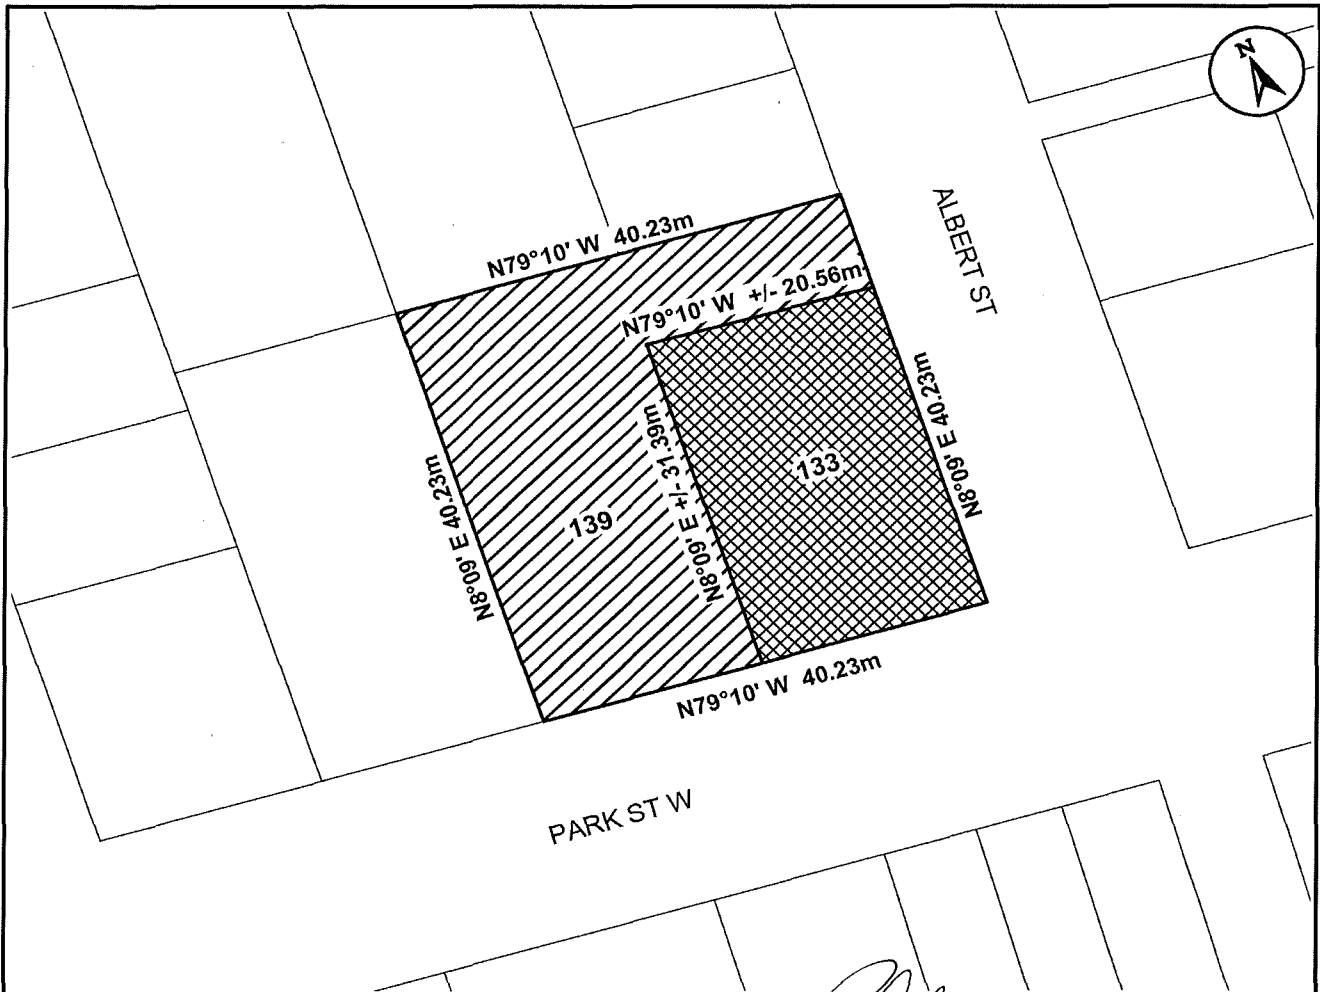 N
ALBERT ST
N79°10' W 40.23m
N79°10' W +/- 20.56m
N8°09' E 40.23m
N8°09' E +/- 31.39m
133
N8°09' E 40.23m
139
N79°10' W 40.23m
PARK ST W